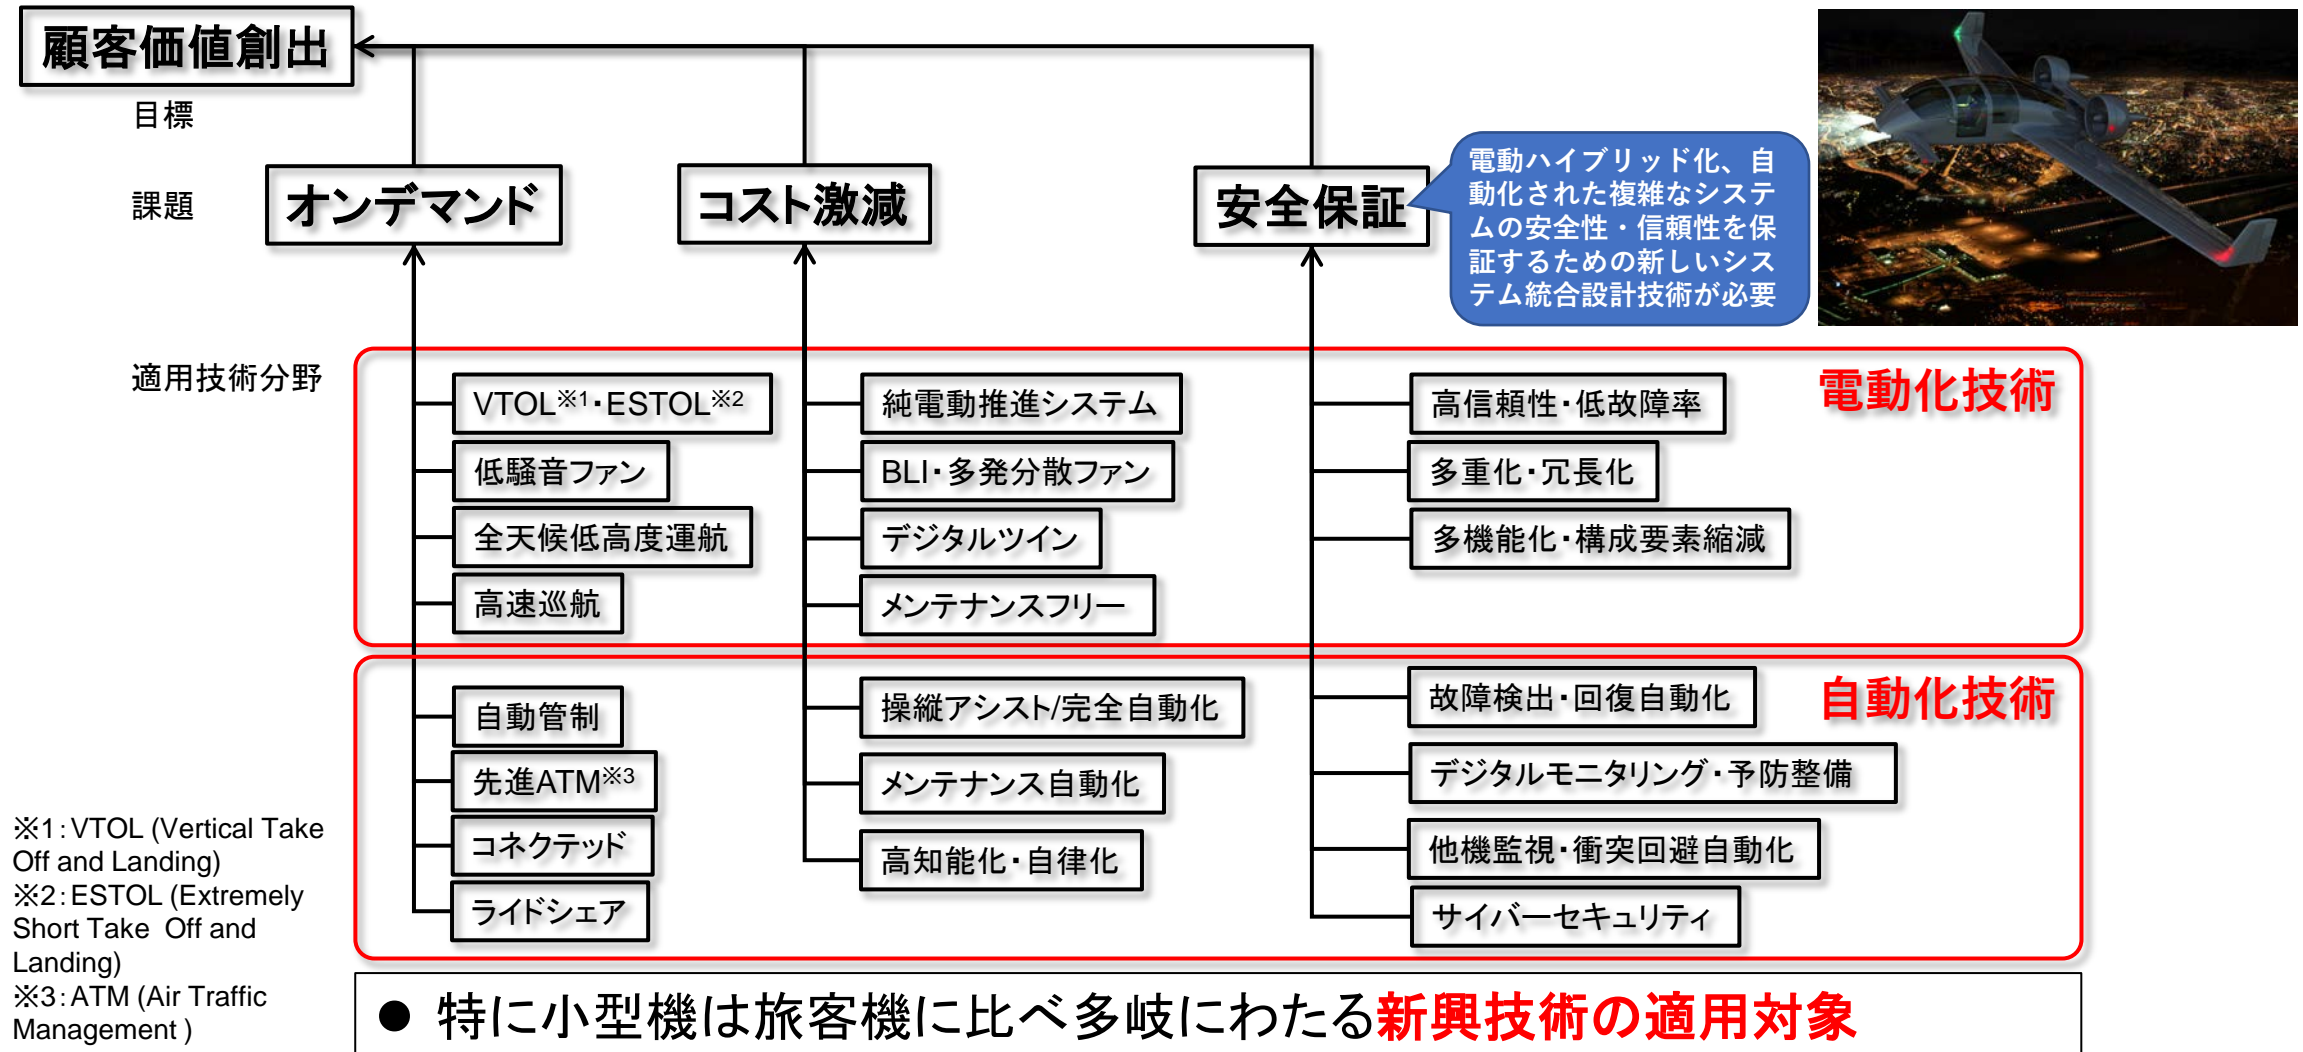 顧客価値創出
目標
課題
オンデマンド
コスト激減
安全保証
電動ハイブリッド化、自
動化された複雑なシステ
ムの安全性・信頼性を保
証するための新しいシス
テム統合設計技術が必要
適用技術分野
電動化技術
VTOL※1・ESTOL※2
低騒音ファン
全天候低高度運航
高速巡航
純電動推進システム
BLI・多発分散ファン
デジタルツイン
メンテナンスフリー
高信頼性・低故障率
多重化・冗長化
多機能化・構成要素縮減
自動化技術
自動管制
先進ATM※3
コネクテッド
ライドシェア
操縦アシスト/完全自動化
メンテナンス自動化
高知能化・自律化
故障検出・回復自動化
デジタルモニタリング・予防整備
他機監視・衝突回避自動化
サイバーセキュリティ
※1：VTOL (Vertical Take
Off and Landing)
※2：ESTOL (Extremely
Short Take Off and
Landing)
※3：ATM (Air Traffic
Management )
● 特に小型機は旅客機に比べ多岐にわたる新興技術の適用対象